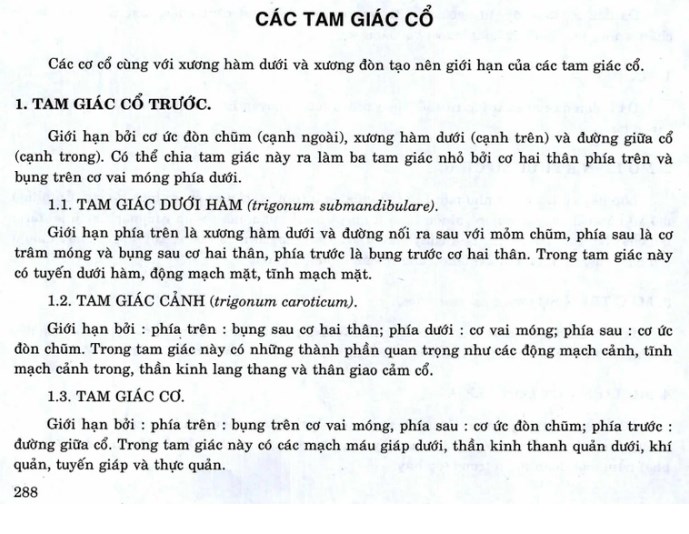 CÁC TAM GIÁC CỔ
Các cơ cổ cùng với xương hàm dưới và xương đòn tạo nên giới hạn của các tam giác cổ.
1. TAM GIÁC CỔ TRƯỚC.
Giới hạn bởi cơ ức đòn chũm (cạnh ngoài), xương hàm dưới (cạnh trên) và đường giữa cổ
(cạnh trong). Có thể chia tam giác này ra làm ba tam giác nhỏ bởi cơ hai thân phía trên và
bụng trên cơ vai móng phía dưới.
1.1. TAM GIÁC DƯỚI HÀM (trigonum submandibulare).
Giới hạn phía trên là xương hàm dưới và đường nối ra sau với mỏm chũm, phía sau là cơ
trâm móng và bụng sau cơ hai thân, phía trước là bụng trước cơ hai thân. Trong tam giác này
có tuyến dưới hàm, động mạch mặt, tĩnh mạch mặt.
1.2. TAM GIÁC CẢNH (trigonum caroticum).
Giới hạn bởi : phía trên : bụng sau cơ hai thân; phía dưới : cơ vai móng; phía sau : cơ ức
đòn chũm. Trong tam giác này có những thành phần quan trọng như các động mạch cảnh, tĩnh
mạch cảnh trong, thần kinh lang thang và thân giao cảm cổ.
1.3. TAM GIÁC CƠ.
Giới hạn bởi : phía trên : bụng trên cơ vai móng, phía sau : cơ ức đòn chũm; phía trước :
đường giữa cổ. Trong tam giác này có các mạch máu giáp dưới, thần kinh thanh quản dưới, khí
quản, tuyến giáp và thực quản.
288